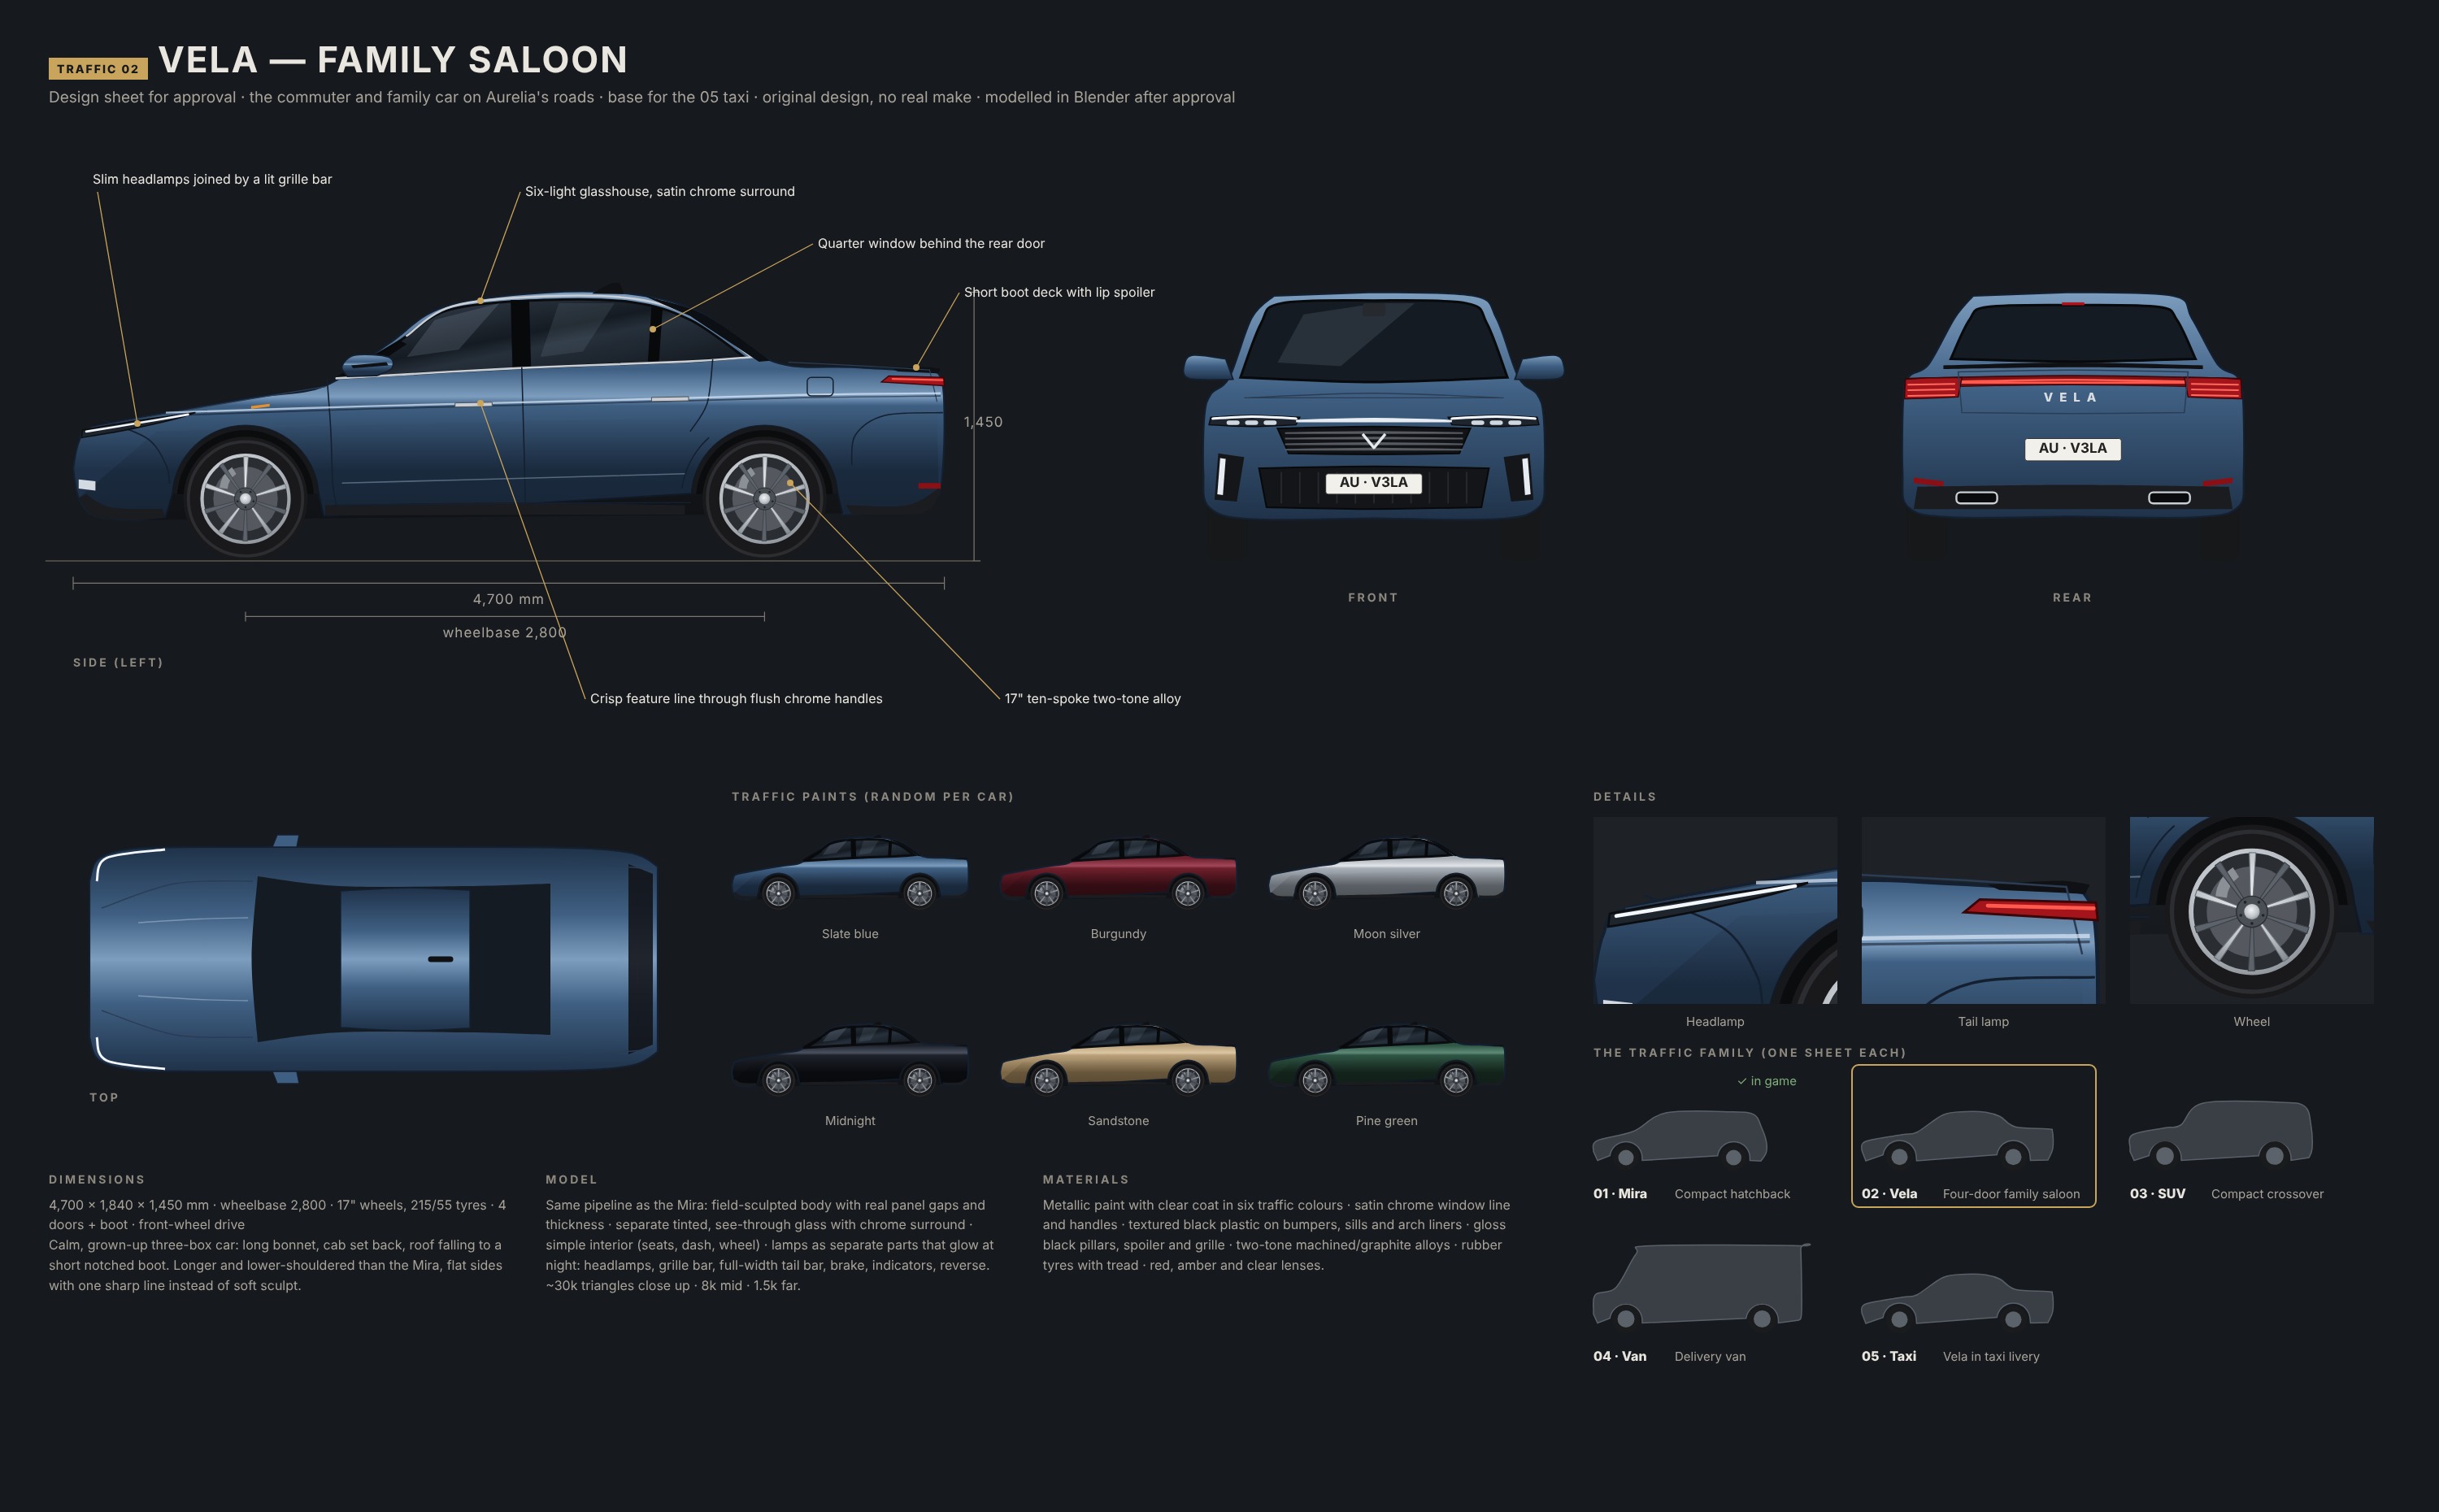 TRAFFIC 02 VELA — FAMILY SALOON
Design sheet for approval · the commuter and family car on Aurelia's roads · base for the 05 taxi · original design, no real make · modelled in Blender after approval
Slim headlamps joined by a lit grille bar
Six-light glasshouse, satin chrome surround
Quarter window behind the rear door
Short boot deck with lip spoiler
1,450
4,700 mm
wheelbase 2,800
SIDE (LEFT)
Crisp feature line through flush chrome handles
17" ten-spoke two-tone alloy
AU · V3LA
FRONT
VELA
AU · V3LA
REAR
TOP
TRAFFIC PAINTS (RANDOM PER CAR)
Slate blue
Burgundy
Moon silver
Midnight
Sandstone
Pine green
DETAILS
Headlamp
Tail lamp
Wheel
THE TRAFFIC FAMILY (ONE SHEET EACH)
✓ in game
01 · Mira Compact hatchback
02 · Vela Four-door family saloon
03 · SUV Compact crossover
04 · Van Delivery van
05 · Taxi Vela in taxi livery
DIMENSIONS
4,700 × 1,840 × 1,450 mm · wheelbase 2,800 · 17" wheels, 215/55 tyres · 4
doors + boot · front-wheel drive
Calm, grown-up three-box car: long bonnet, cab set back, roof falling to a
short notched boot. Longer and lower-shouldered than the Mira, flat sides
with one sharp line instead of soft sculpt.
MODEL
Same pipeline as the Mira: field-sculpted body with real panel gaps and
thickness · separate tinted, see-through glass with chrome surround ·
simple interior (seats, dash, wheel) · lamps as separate parts that glow at
night: headlamps, grille bar, full-width tail bar, brake, indicators, reverse.
~30k triangles close up · 8k mid · 1.5k far.
MATERIALS
Metallic paint with clear coat in six traffic colours · satin chrome window line
and handles · textured black plastic on bumpers, sills and arch liners · gloss
black pillars, spoiler and grille · two-tone machined/graphite alloys · rubber
tyres with tread · red, amber and clear lenses.